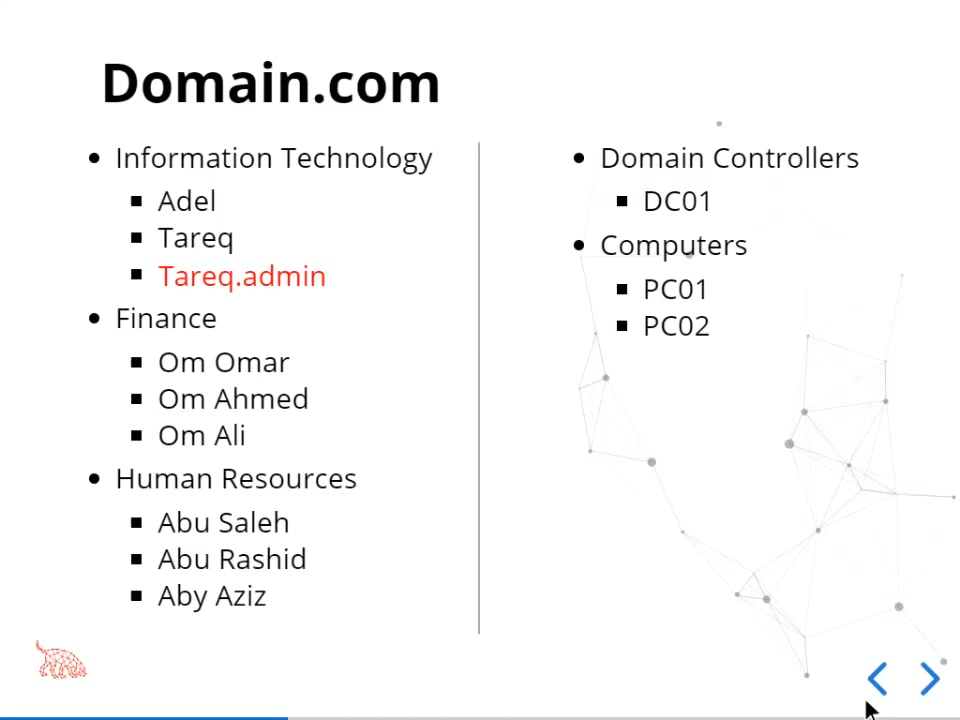 Domain.com
Information Technology
Adel
Tareq
Tareq.admin
Finance
Om Omar
Om Ahmed
Om Ali
Human Resources
Abu Saleh
Abu Rashid
Aby Aziz
Domain Controllers
DC01
Computers
PC01
PC02